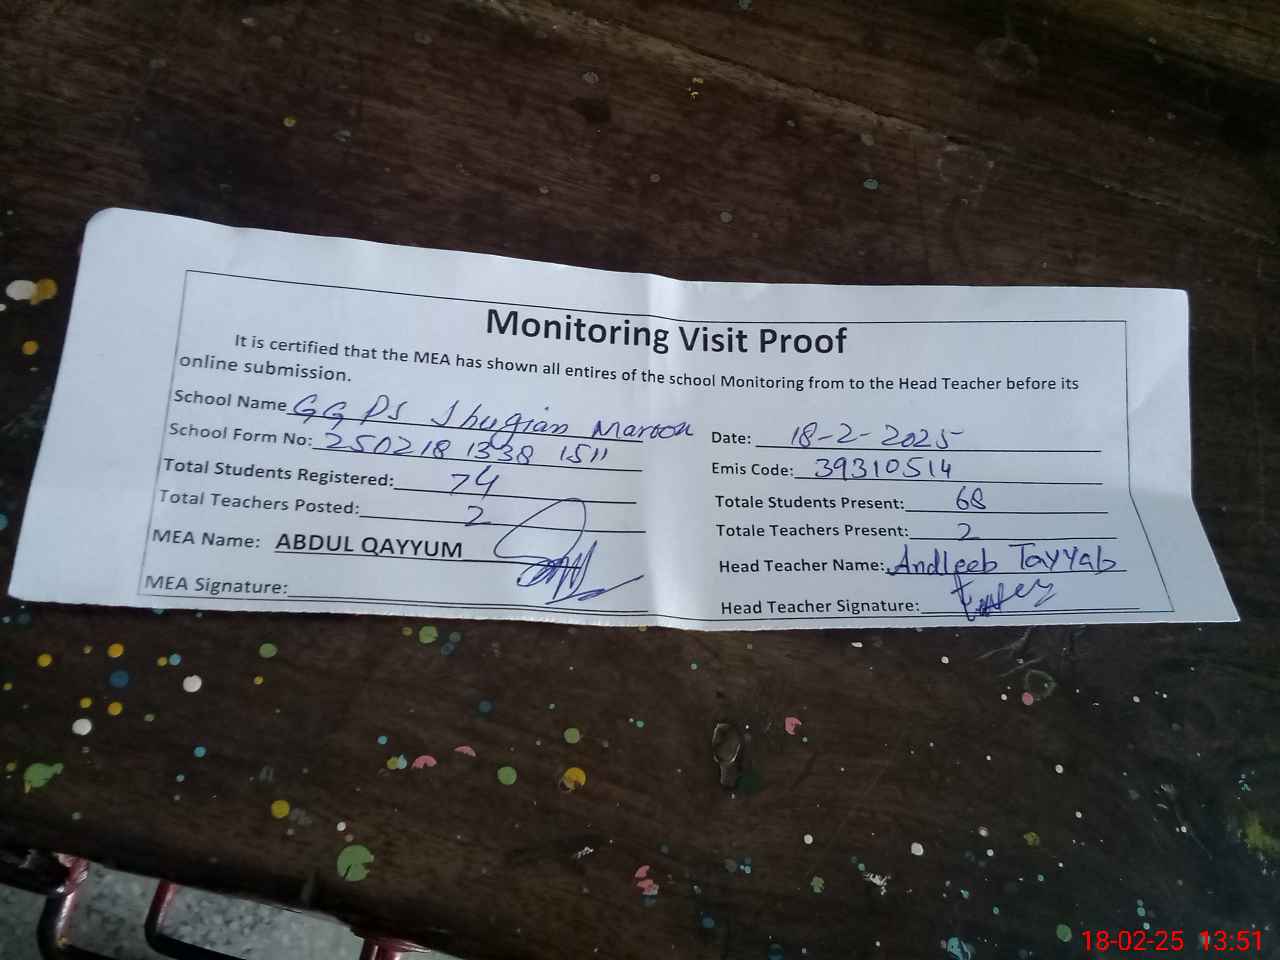 Monitoring Visit Proof
It is certified that the MEA has shown all entires of the school Monitoring from to the Head Teacher before its
online submission.
School Name GGPS Jhugian Maroon
Date: 18-2-2025
School Form No: 250218 1338 1511
Emis Code: 39310514
Total Students Registered: 74
Totale Students Present: 68
Total Teachers Posted: 2
Totale Teachers Present: 2
MEA Name: ABDUL QAYYUM
Head Teacher Name: Andleeb Tayyab
MEA Signature:
Head Teacher Signature:
18-02-25 13:51